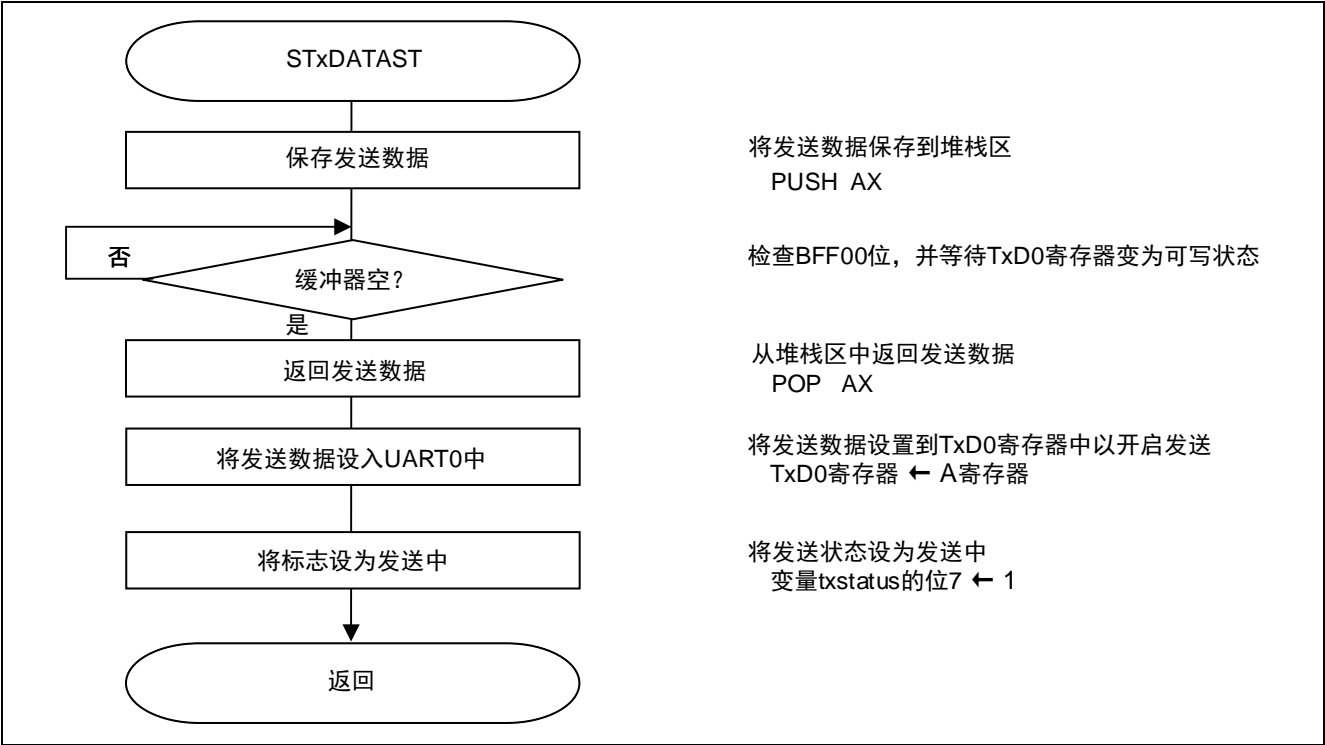 STxDATAST
保存发送数据
将发送数据保存到堆栈区
PUSH AX
否
缓冲器空?
检查BFF00位，并等待TxD0寄存器变为可写状态
是
返回发送数据
从堆栈区中返回发送数据
POP AX
将发送数据设入UART0中
将发送数据设置到TxD0寄存器中以开启发送
TxD0寄存器 ← A寄存器
将标志设为发送中
将发送状态设为发送中
变量txstatus的位7 ← 1
返回